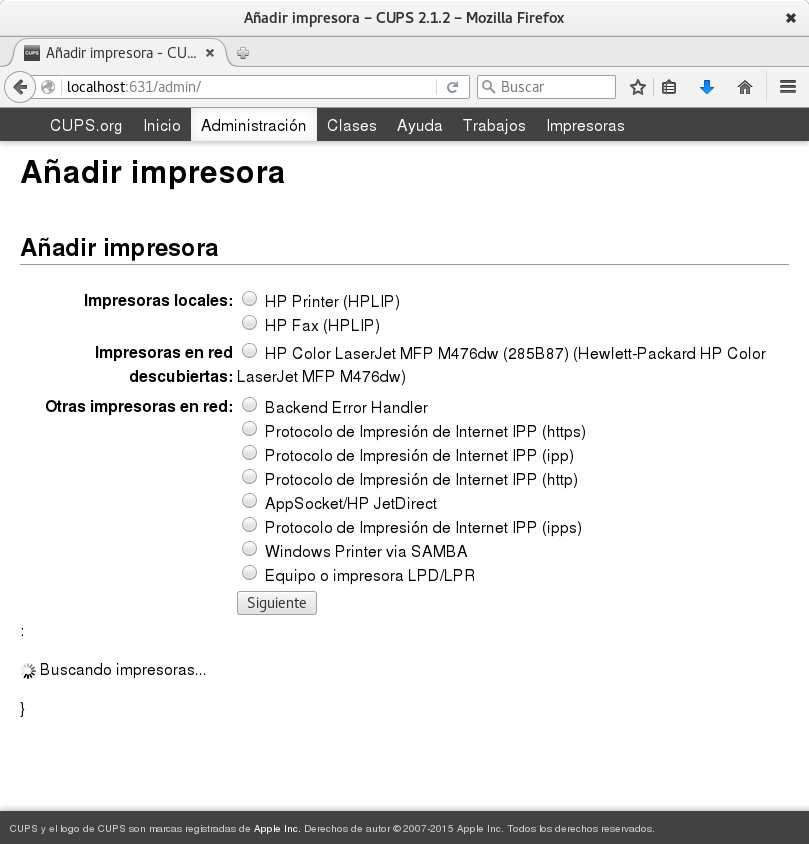 Añadir impresora – CUPS 2.1.2 – Mozilla Firefox
CUPS Añadir impresora - CU...
localhost:631/admin/ Buscar
CUPS.org Inicio Administración Clases Ayuda Trabajos Impresoras
Añadir impresora
Añadir impresora
Impresoras locales: HP Printer (HPLIP)
HP Fax (HPLIP)
Impresoras en red HP Color LaserJet MFP M476dw (285B87) (Hewlett-Packard HP Color
descubiertas: LaserJet MFP M476dw)
Otras impresoras en red: Backend Error Handler
Protocolo de Impresión de Internet IPP (https)
Protocolo de Impresión de Internet IPP (ipp)
Protocolo de Impresión de Internet IPP (http)
AppSocket/HP JetDirect
Protocolo de Impresión de Internet IPP (ipps)
Windows Printer via SAMBA
Equipo o impresora LPD/LPR
Siguiente
:
Buscando impresoras...
}
CUPS y el logo de CUPS son marcas registradas de Apple Inc. Derechos de autor © 2007-2015 Apple Inc. Todos los derechos reservados.